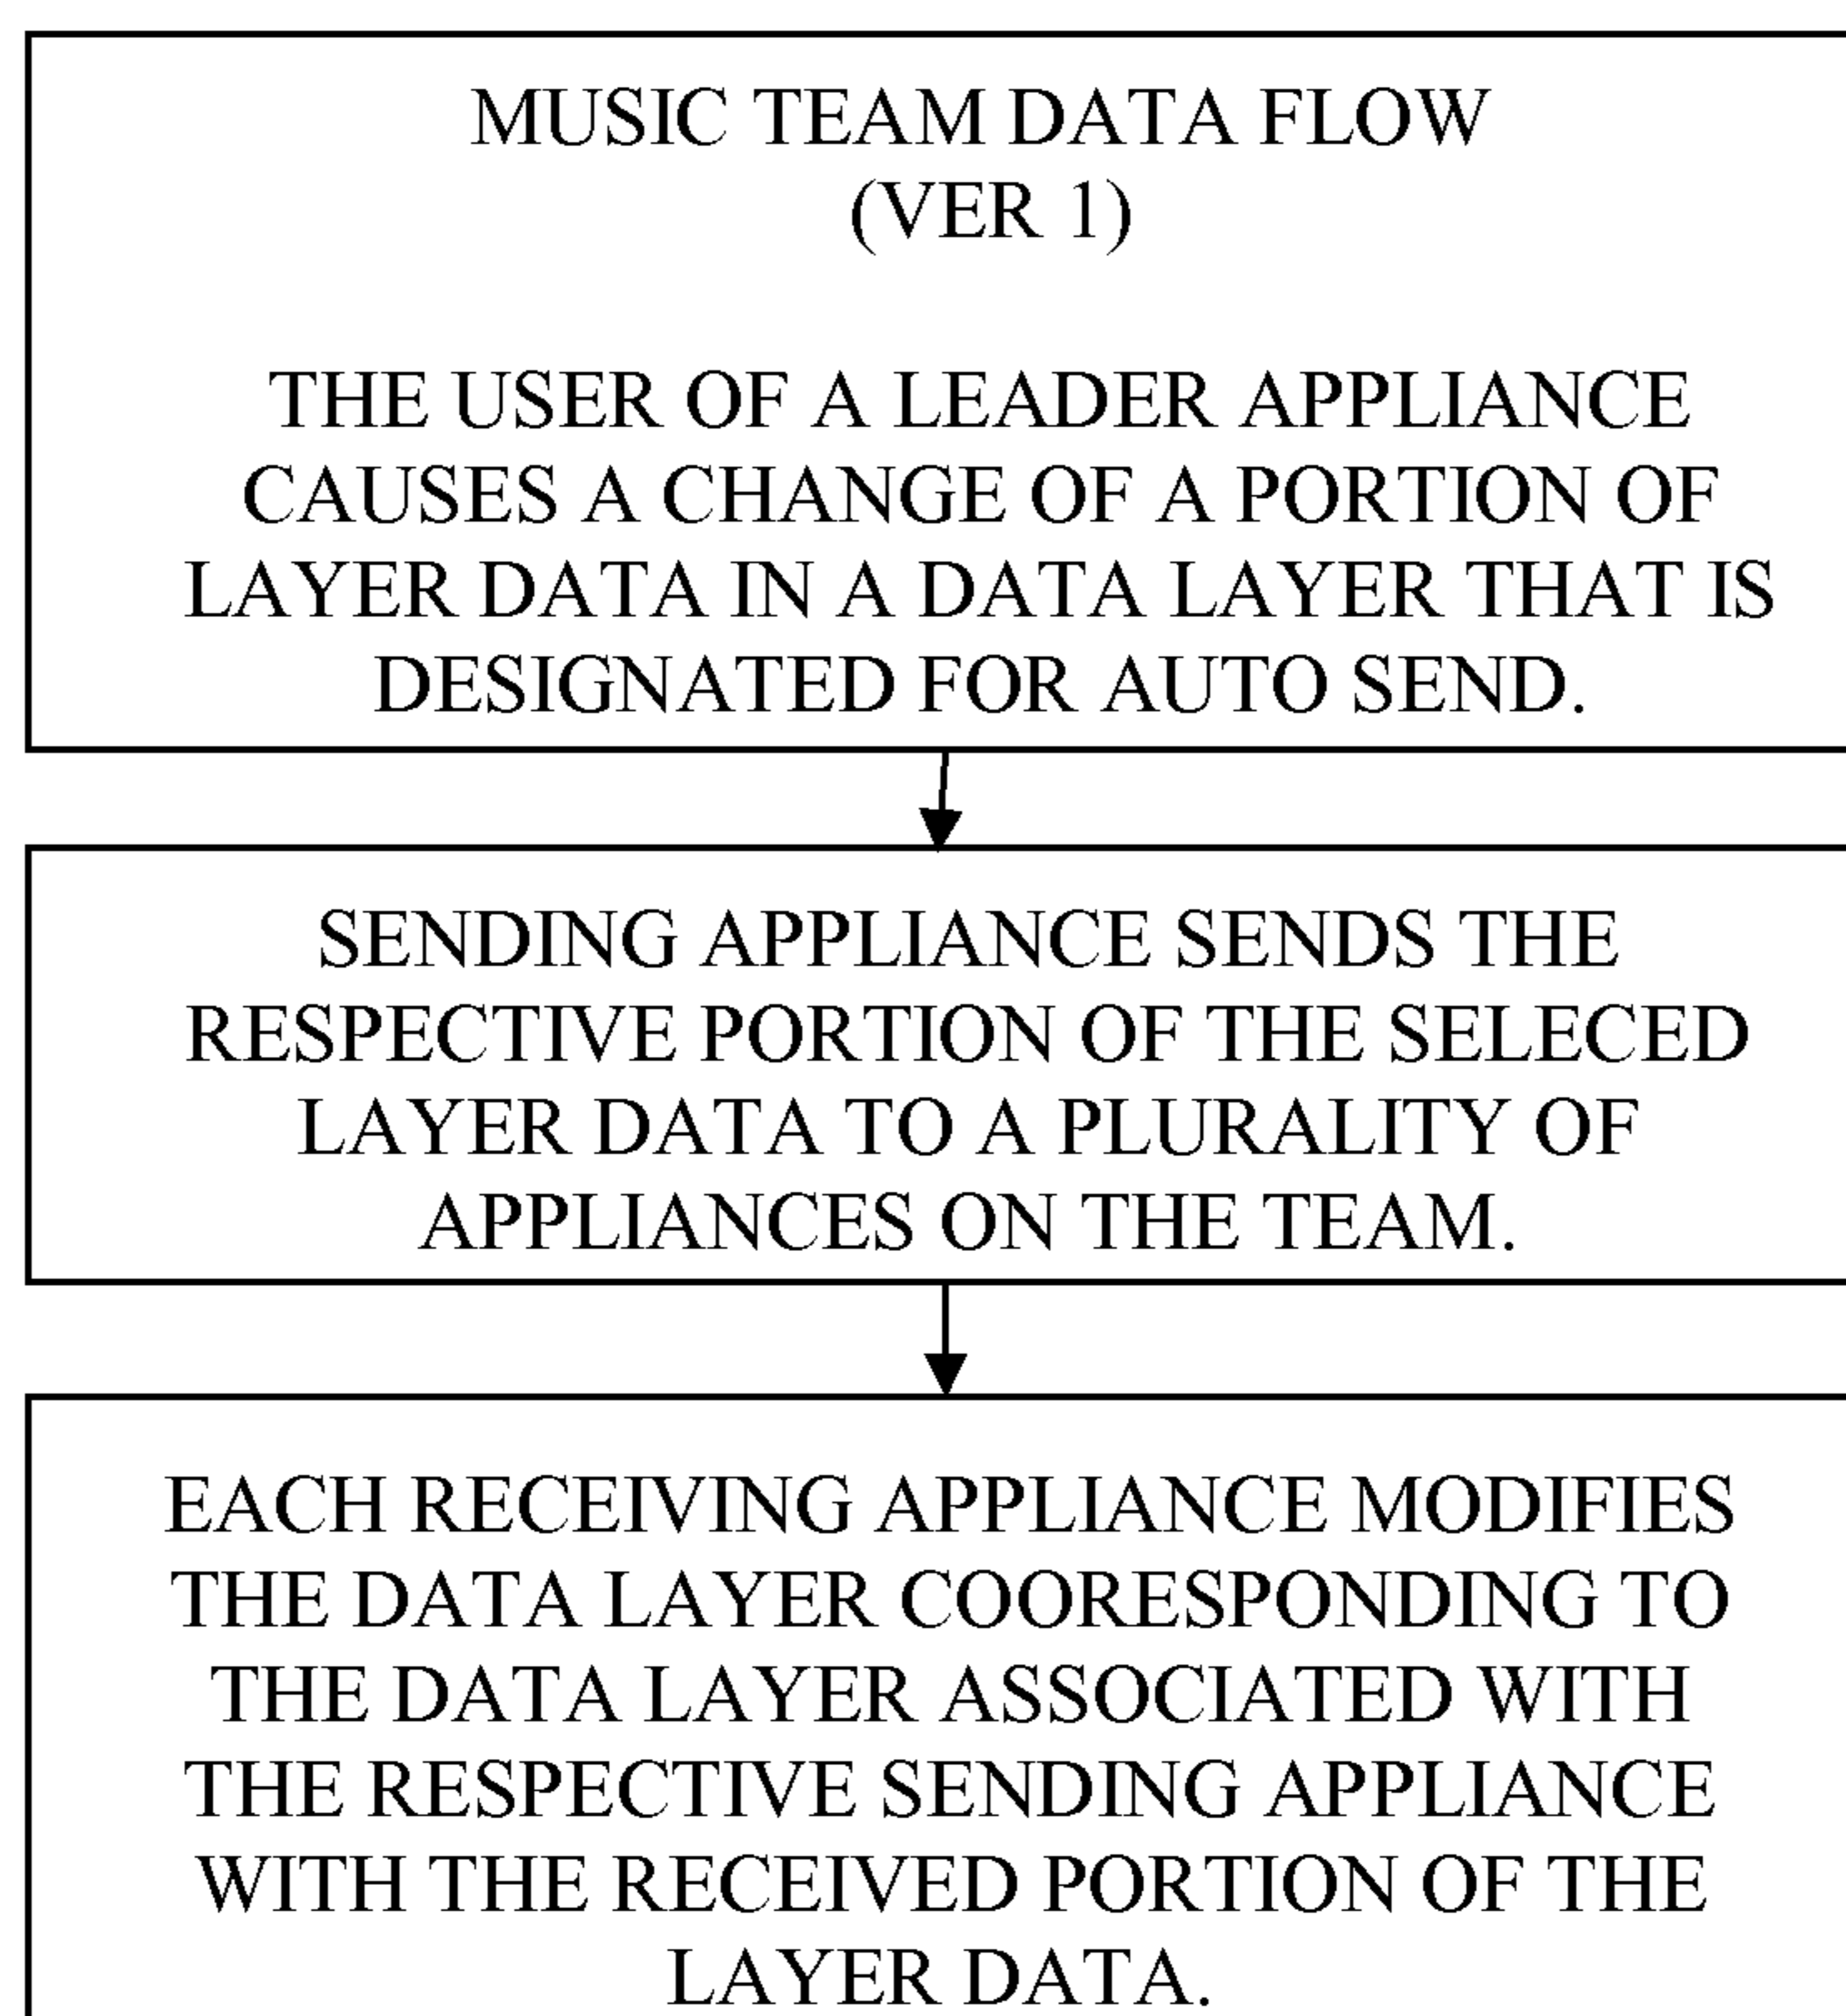 MUSIC TEAM DATA FLOW
(VER 1)
THE USER OF A LEADER APPLIANCE
CAUSES A CHANGE OF A PORTION OF
LAYER DATA IN A DATA LAYER THAT IS
DESIGNATED FOR AUTO SEND.
SENDING APPLIANCE SENDS THE
RESPECTIVE PORTION OF THE SELECED
LAYER DATA TO A PLURALITY OF
APPLIANCES ON THE TEAM.
EACH RECEIVING APPLIANCE MODIFIES
THE DATA LAYER COORESPONDING TO
THE DATA LAYER ASSOCIATED WITH
THE RESPECTIVE SENDING APPLIANCE
WITH THE RECEIVED PORTION OF THE
LAYER DATA.